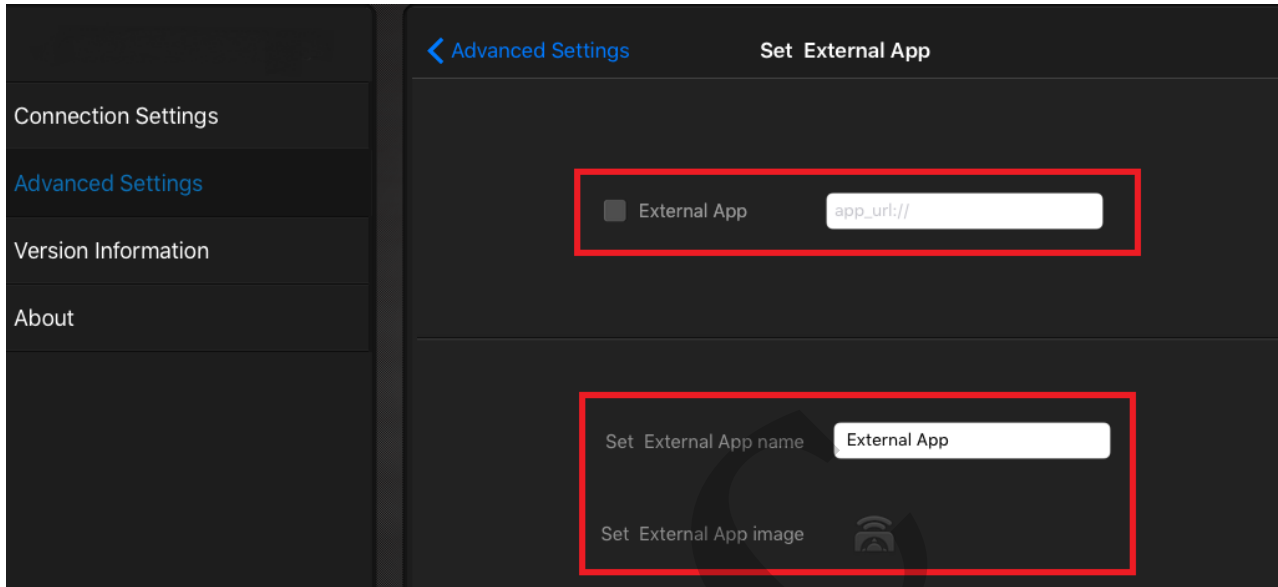 Connection Settings
Advanced Settings
Version Information
About
Advanced Settings
Set External App
External App
app_url://
Set External App name
External App
Set External App image